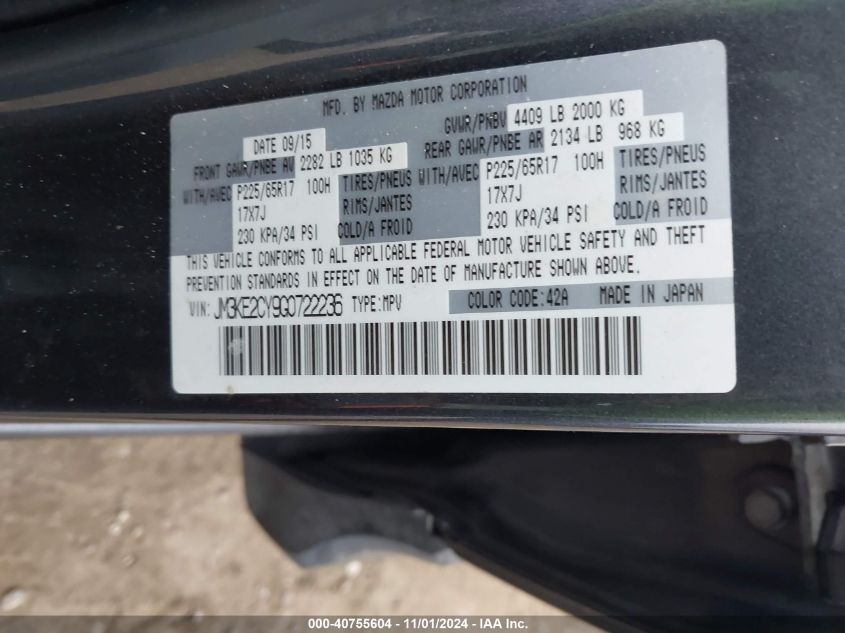 MFD. BY MAZDA MOTOR CORPORATION
DATE 09/15 GVWR/PNBV 4409 LB 2000 KG
FRONT GAWR/PNBE AV 2282 LB 1035 KG REAR GAWR/PNBE AR 2134 LB 968 KG
WITH/AVEC P225/65R17 100H TIRES/PNEUS WITH/AVEC P225/65R17 100H TIRES/PNEUS
17X7J RIMS/JANTES 17X7J RIMS/JANTES
230 KPA/34 PSI COLD/A FROID 230 KPA/34 PSI COLD/A FROID
THIS VEHICLE CONFORMS TO ALL APPLICABLE FEDERAL MOTOR VEHICLE SAFETY AND THEFT
PREVENTION STANDARDS IN EFFECT ON THE DATE OF MANUFACTURE SHOWN ABOVE.
VIN: JM3KE2CY9G0722236 TYPE:MPV COLOR CODE:42A MADE IN JAPAN
000-40755604 - 11/01/2024 - IAA Inc.